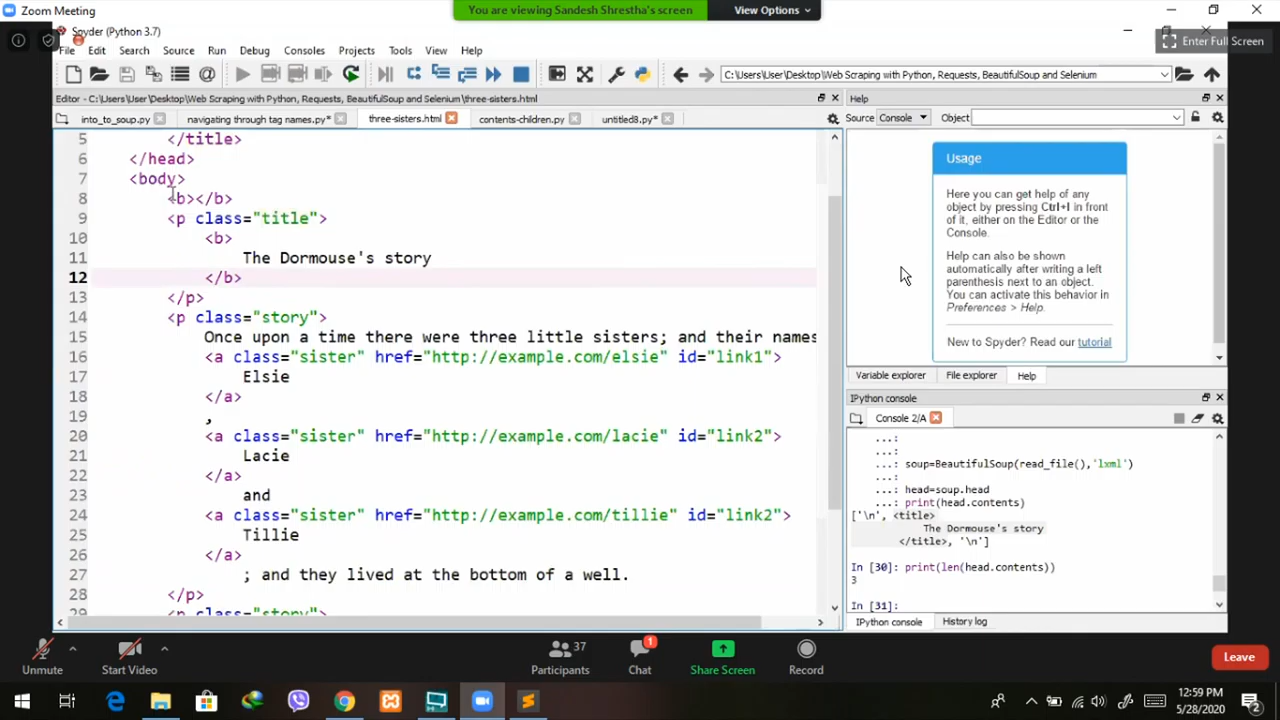 Zoom Meeting
You are viewing Sandesh Shrestha's screen
View Options
Spyder (Python 3.7)
Enter Full Screen
File Edit Search Source Run Debug Consoles Projects Tools View Help
C:\Users\User\Desktop\Web Scraping with Python, Requests, BeautifulSoup and Selenium
Editor - C:\Users\User\Desktop\Web Scraping with Python, Requests, BeautifulSoup and Selenium\three-sisters.html
into_to_soup.py navigating through tag names.py* three-sisters.html contents-children.py untitled3.py*
5 </title>
6 </head>
7 <body>
8 <b></b>
9 <p class="title">
10 <b>
11 The Dormouse's story
12 </b>
13 </p>
14 <p class="story">
15 Once upon a time there were three little sisters; and their names
16 <a class="sister" href="http://example.com/elsie" id="link1">
17 Elsie
18 </a>
19 ,
20 <a class="sister" href="http://example.com/lacie" id="link2">
21 Lacie
22 </a>
23 and
24 <a class="sister" href="http://example.com/tillie" id="link2">
25 Tillie
26 </a>
27 ; and they lived at the bottom of a well.
28 </p>
29 <p class="story">
Help
Source Console Object
Usage
Here you can get help of any
object by pressing Ctrl+I in front
of it, either on the Editor or the
Console.
Help can also be shown
automatically after writing a left
parenthesis next to an object.
You can activate this behavior in
Preferences > Help.
New to Spyder? Read our tutorial
Variable explorer File explorer Help
IPython console
Console 2/A
...:
...:
...: soup=BeautifulSoup(read_file(),'lxml')
...:
...: head=soup.head
...: print(head.contents)
['\n', <title>
The Dormouse's story
</title>, '\n']
In [30]: print(len(head.contents))
3
In [31]:
IPython console History log
Unmute
Start Video
37
Participants
1
Chat
Share Screen
Record
Leave
12:59 PM
5/28/2020
2